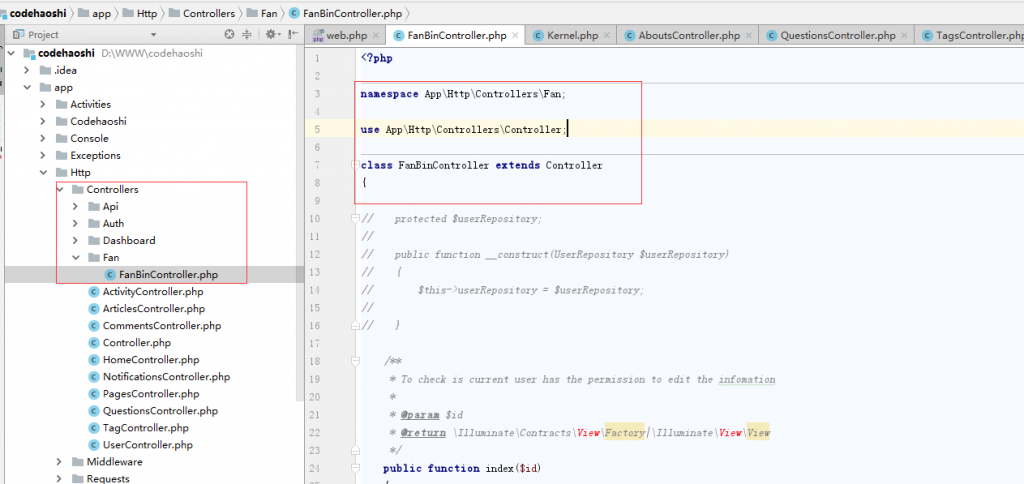 codehaoshi app Http Controllers Fan FanBinController.php
Project
web.php FanBinController.php Kernel.php AboutsController.php QuestionsController.php TagsController.php
codehaoshi D:\WWW\codehaoshi
.idea
app
Activities
Codehaoshi
Console
Exceptions
Http
Controllers
Api
Auth
Dashboard
Fan
FanBinController.php
ActivityController.php
ArticlesController.php
CommentsController.php
Controller.php
HomeController.php
NotificationsController.php
PagesController.php
QuestionsController.php
TagController.php
UserController.php
Middleware
Requests
1 <?php
2
3 namespace App\Http\Controllers\Fan;
4
5 use App\Http\Controllers\Controller;
6
7 class FanBinController extends Controller
8 {
9
10 // protected $userRepository;
11 //
12 // public function __construct(UserRepository $userRepository)
13 // {
14 // $this->userRepository = $userRepository;
15 //
16 // }
17
18 /**
19 * To check is current user has the permission to edit the infomation
20 *
21 * @param $id
22 * @return \Illuminate\Contracts\View\Factory|\Illuminate\View\View
23 */
24 public function index($id)
{